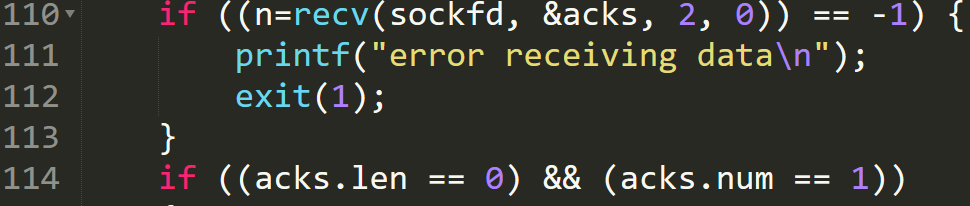 110 if ((n=recv(sockfd, &acks, 2, 0)) == -1) {
111 printf("error receiving data\n");
112 exit(1);
113 }
114 if ((acks.len == 0) && (acks.num == 1))